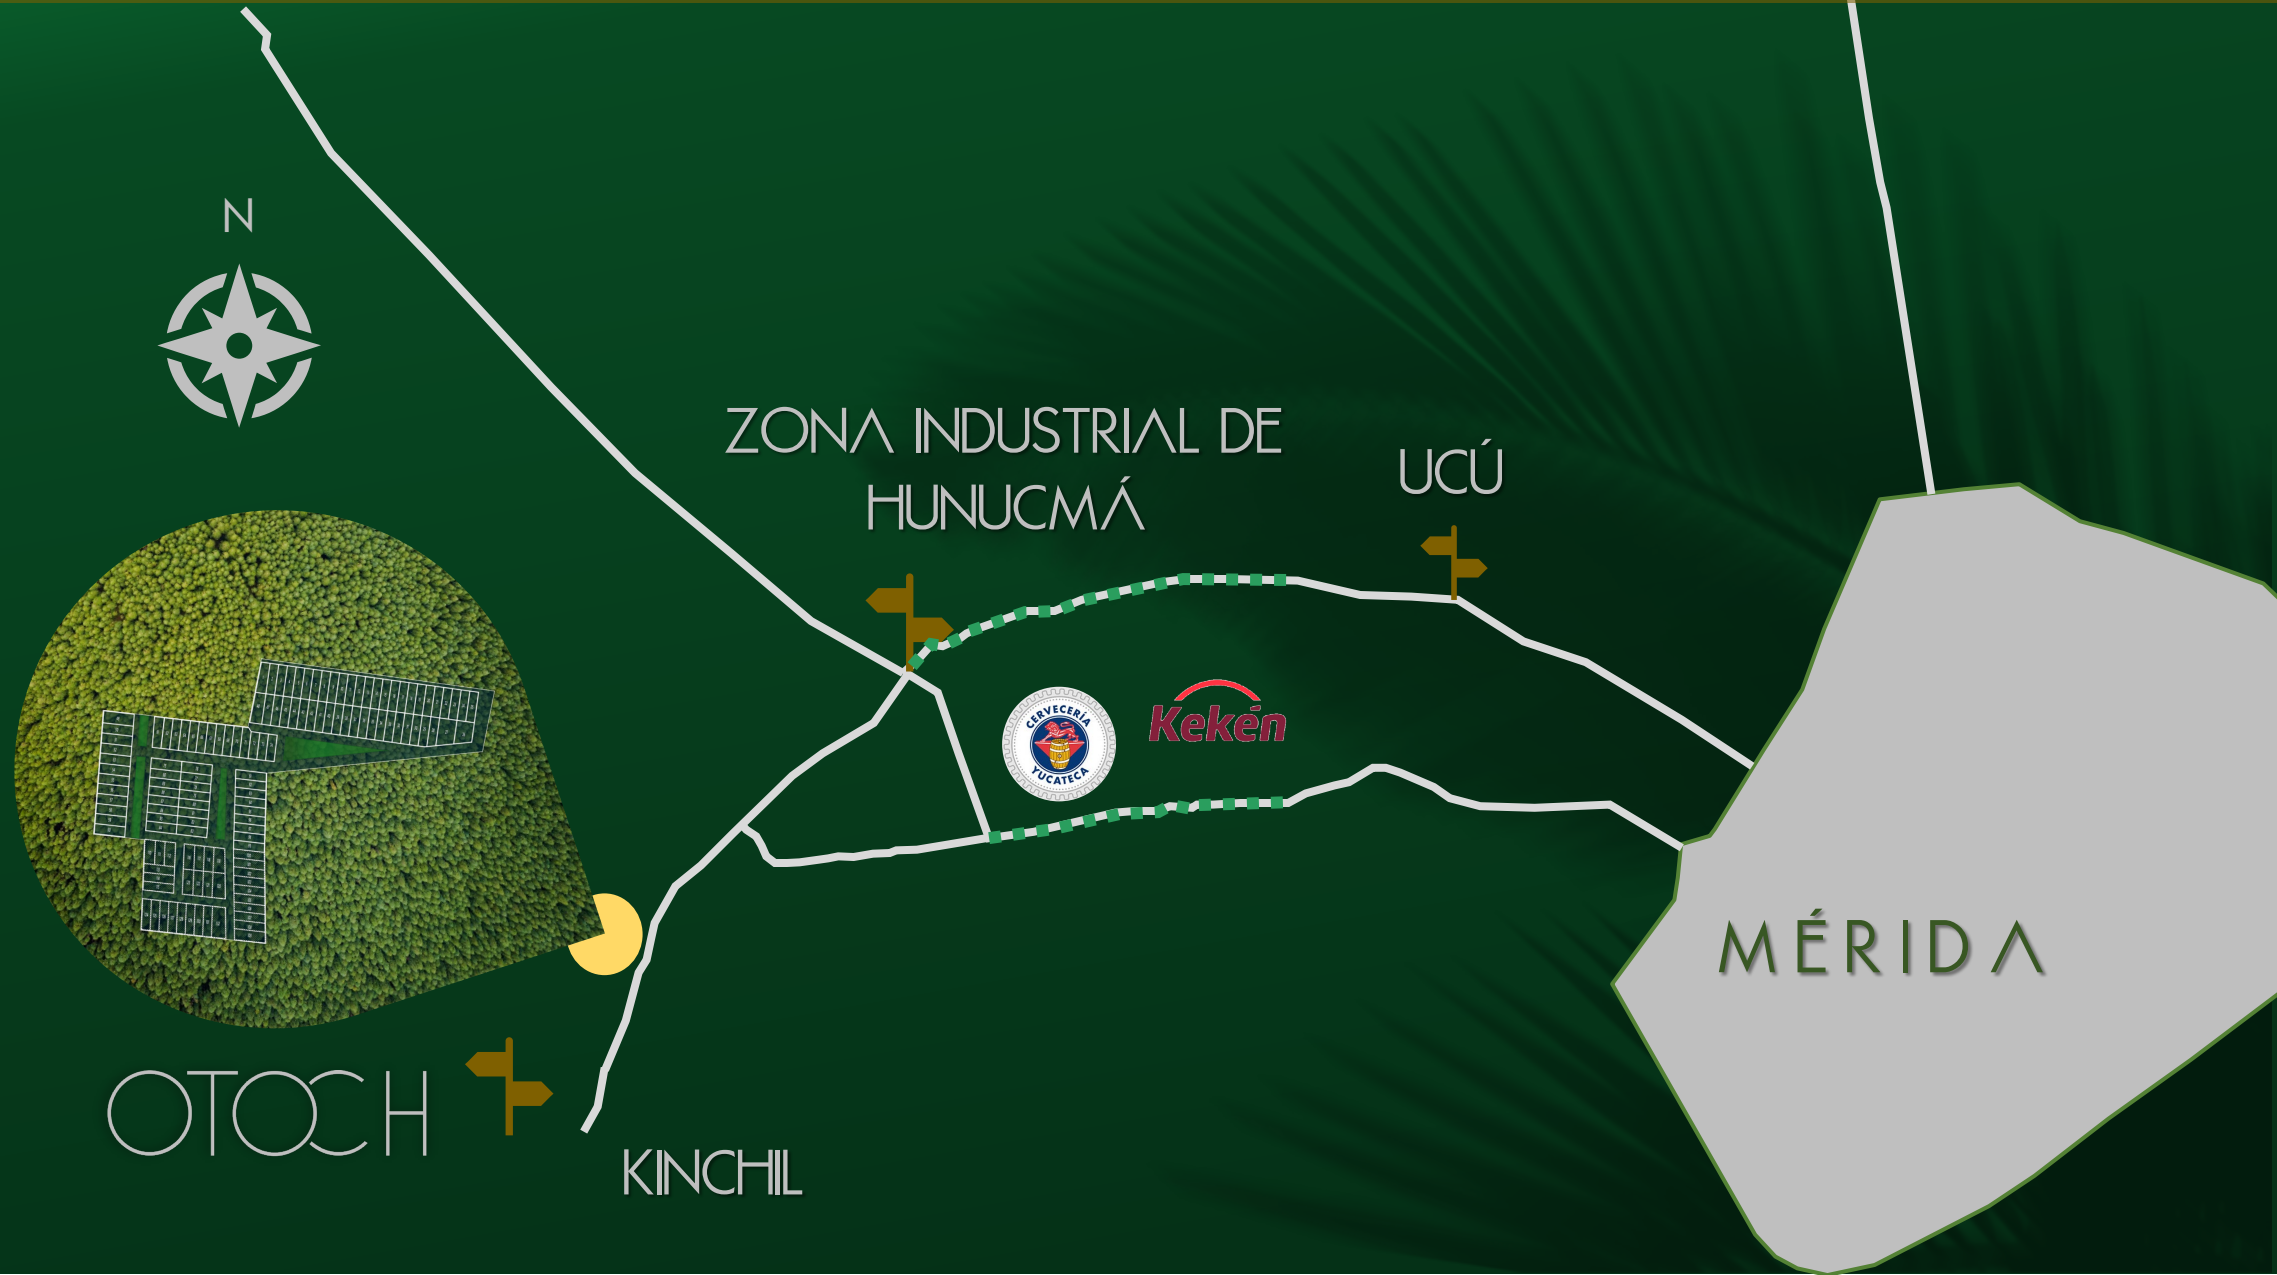 N
ZONA INDUSTRIAL DE
HUNUCMÁ
UCÚ
CERVECERÍA
YUCATECA
Kekén
MÉRIDA
OTOCH
KINCHIL